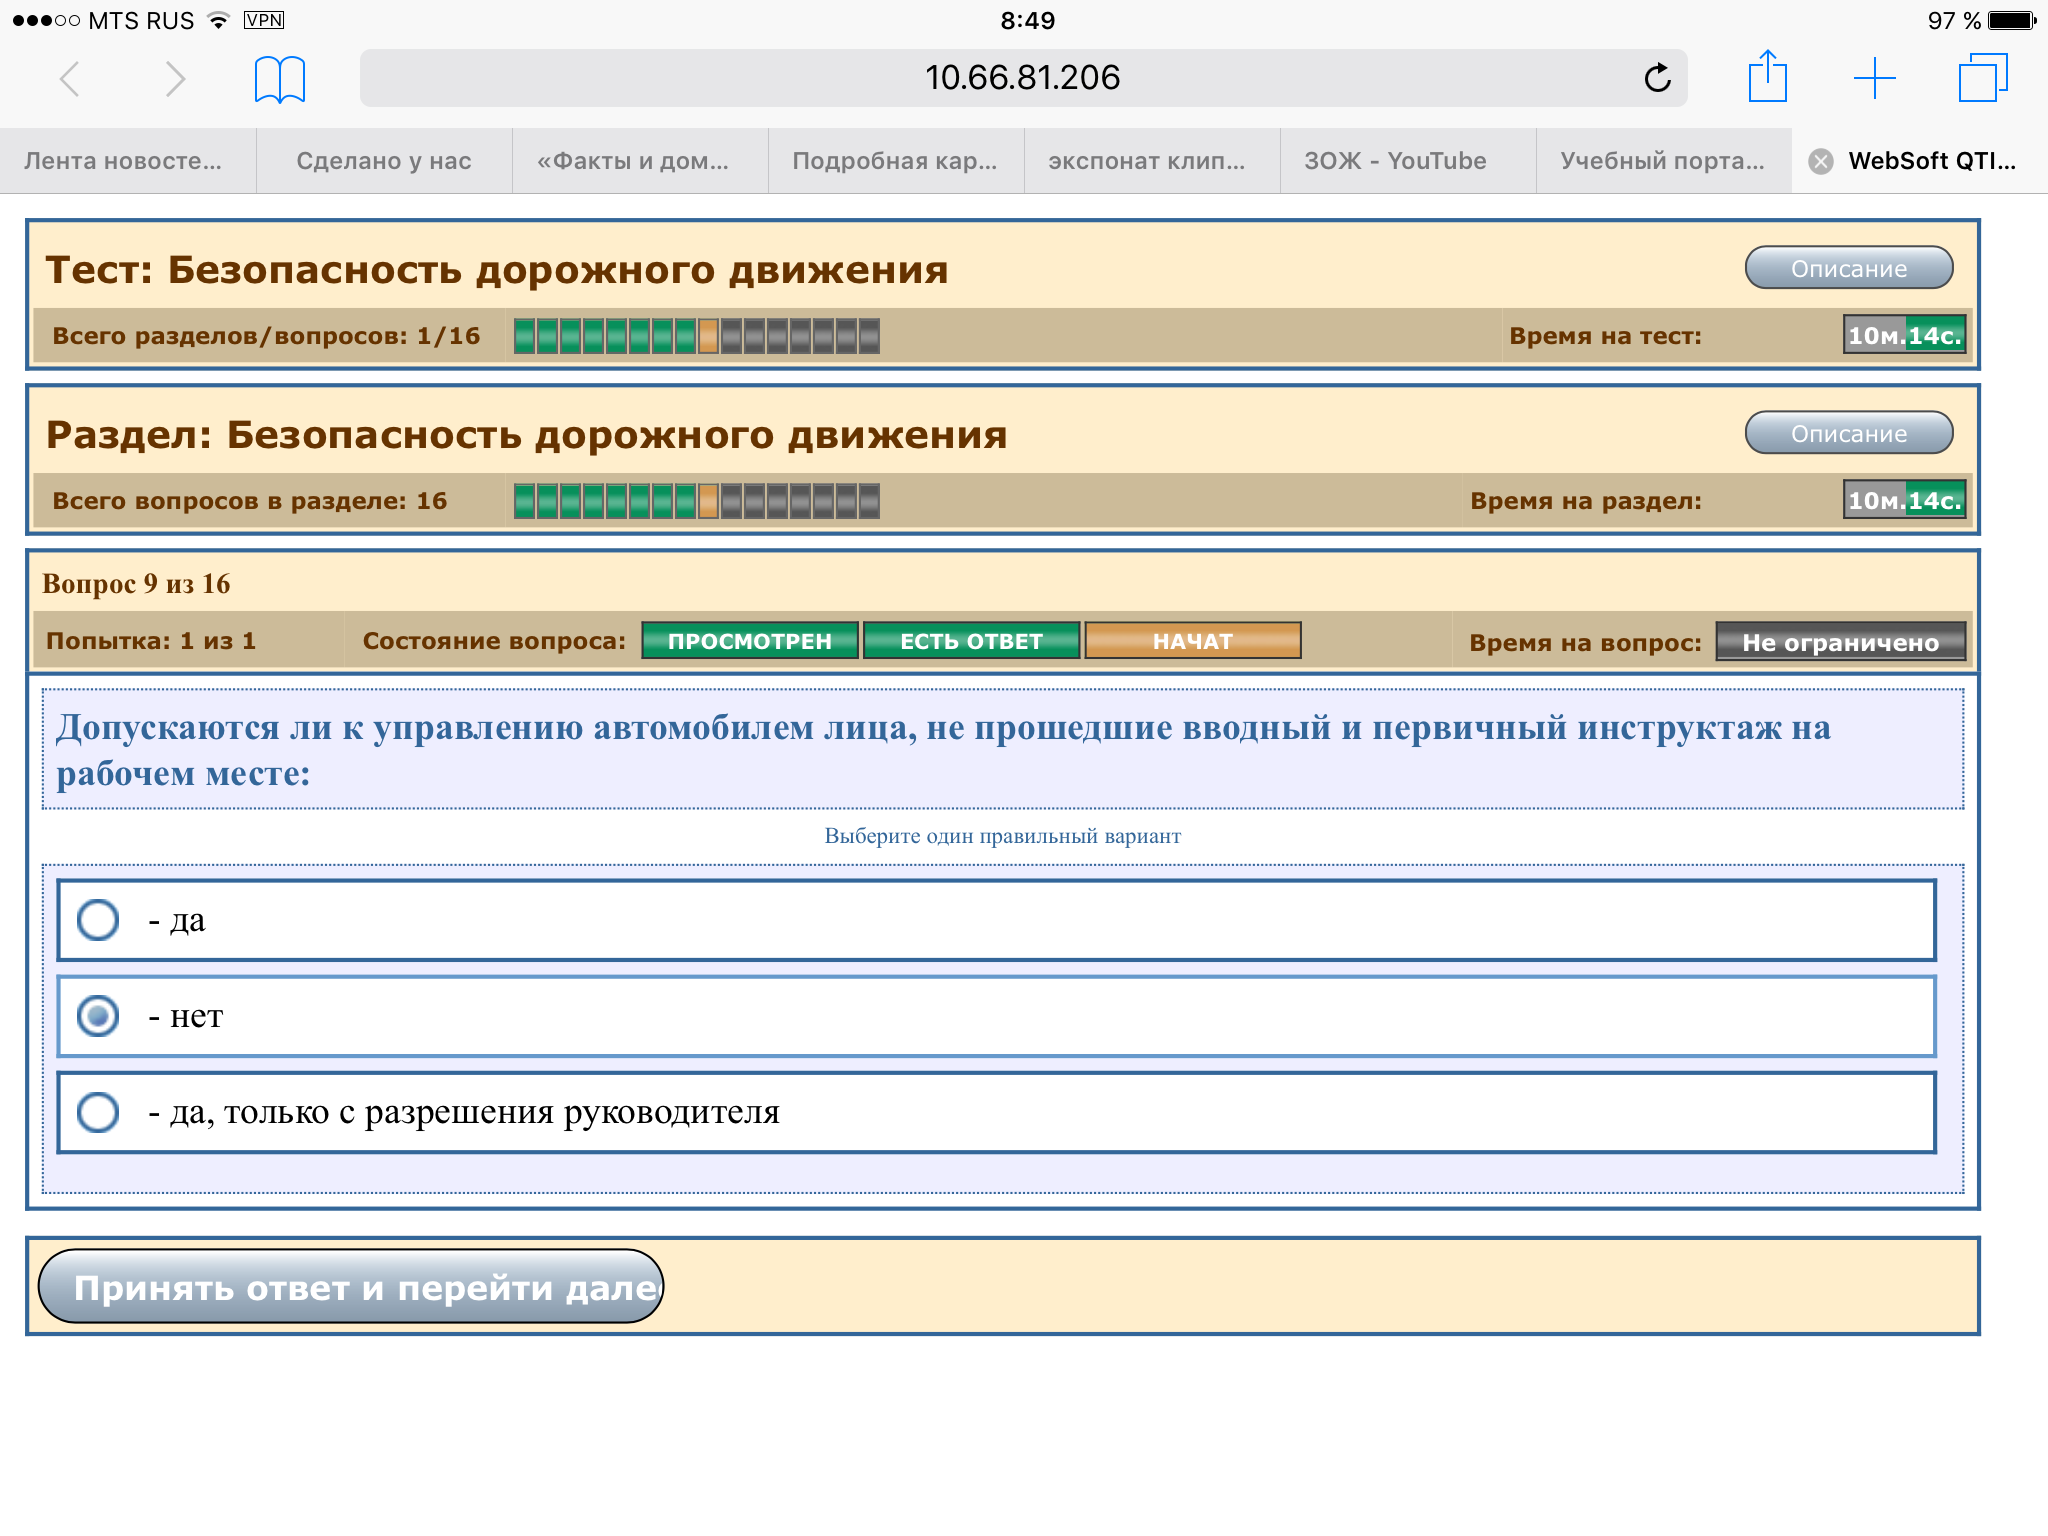 MTS RUS VPN 8:49 97 %
10.66.81.206
Лента новосте... Сделано у нас «Факты и дом... Подробная кар... экспонат клип... ЗОЖ - YouTube Учебный порта... WebSoft QTI...
Тест: Безопасность дорожного движения Описание
Всего разделов/вопросов: 1/16 Время на тест: 10м.14с.
Раздел: Безопасность дорожного движения Описание
Всего вопросов в разделе: 16 Время на раздел: 10м.14с.
Вопрос 9 из 16
Попытка: 1 из 1 Состояние вопроса: ПРОСМОТРЕН ЕСТЬ ОТВЕТ НАЧАТ Время на вопрос: Не ограничено
Допускаются ли к управлению автомобилем лица, не прошедшие вводный и первичный инструктаж на
рабочем месте:
Выберите один правильный вариант
- да
- нет
- да, только с разрешения руководителя
Принять ответ и перейти дале